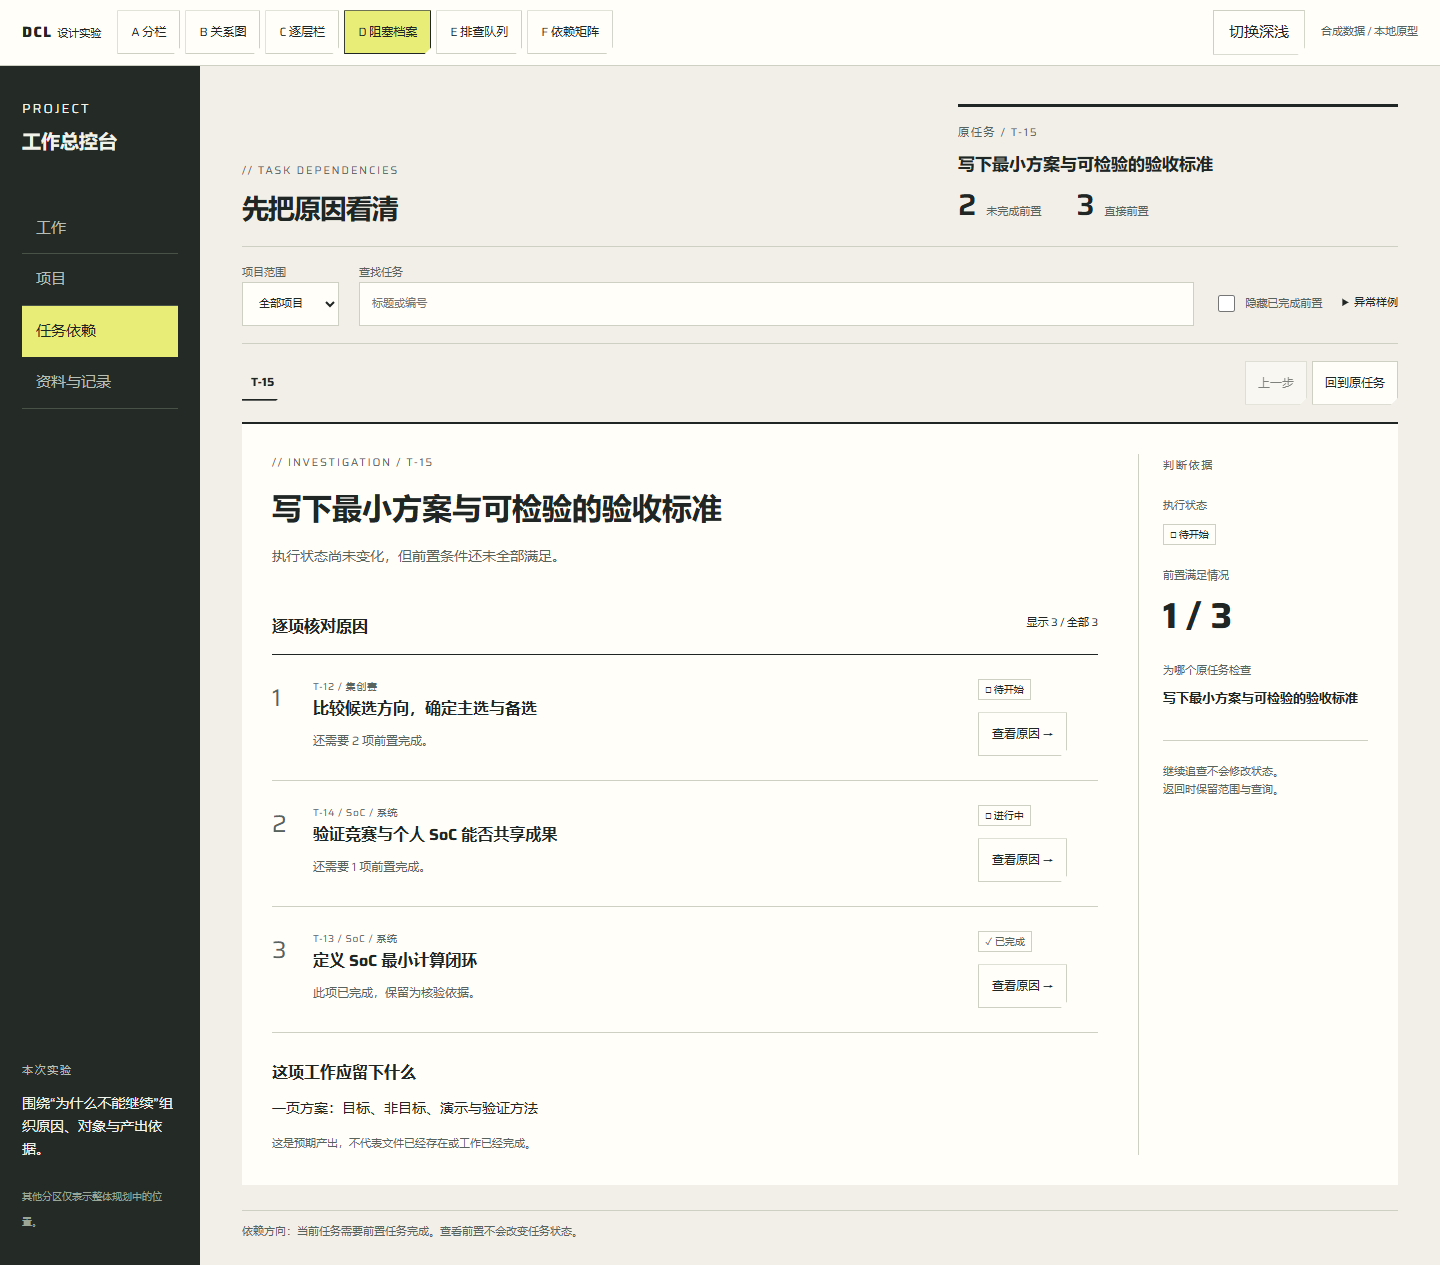 DCL 设计实验
A 分栏
B 关系图
C 逐层栏
D 阻塞档案
E 排查队列
F 依赖矩阵
切换深浅
合成数据 / 本地原型
PROJECT
工作总控台
工作
项目
任务依赖
资料与记录
本次实验
围绕“为什么不能继续”组
织原因、对象与产出依
据。
其他分区仅表示整体规划中的位
置。
// TASK DEPENDENCIES
先把原因看清
原任务 / T-15
写下最小方案与可检验的验收标准
2 未完成前置
3 直接前置
项目范围
全部项目
查找任务
标题或编号
隐藏已完成前置
▶ 异常样例
T-15
上一步
回到原任务
// INVESTIGATION / T-15
写下最小方案与可检验的验收标准
执行状态尚未变化，但前置条件还未全部满足。
逐项核对原因
显示 3 / 全部 3
1
T-12 / 集创赛
比较候选方向，确定主选与备选
还需要 2 项前置完成。
待开始
查看原因 →
2
T-14 / SoC / 系统
验证竞赛与个人 SoC 能否共享成果
还需要 1 项前置完成。
进行中
查看原因 →
3
T-13 / SoC / 系统
定义 SoC 最小计算闭环
此项已完成，保留为核验依据。
✓ 已完成
查看原因 →
这项工作应留下什么
一页方案：目标、非目标、演示与验证方法
这是预期产出，不代表文件已经存在或工作已经完成。
判断依据
执行状态
待开始
前置满足情况
1 / 3
为哪个原任务检查
写下最小方案与可检验的验收标准
继续追查不会修改状态。
返回时保留范围与查询。
依赖方向：当前任务需要前置任务完成。查看前置不会改变任务状态。